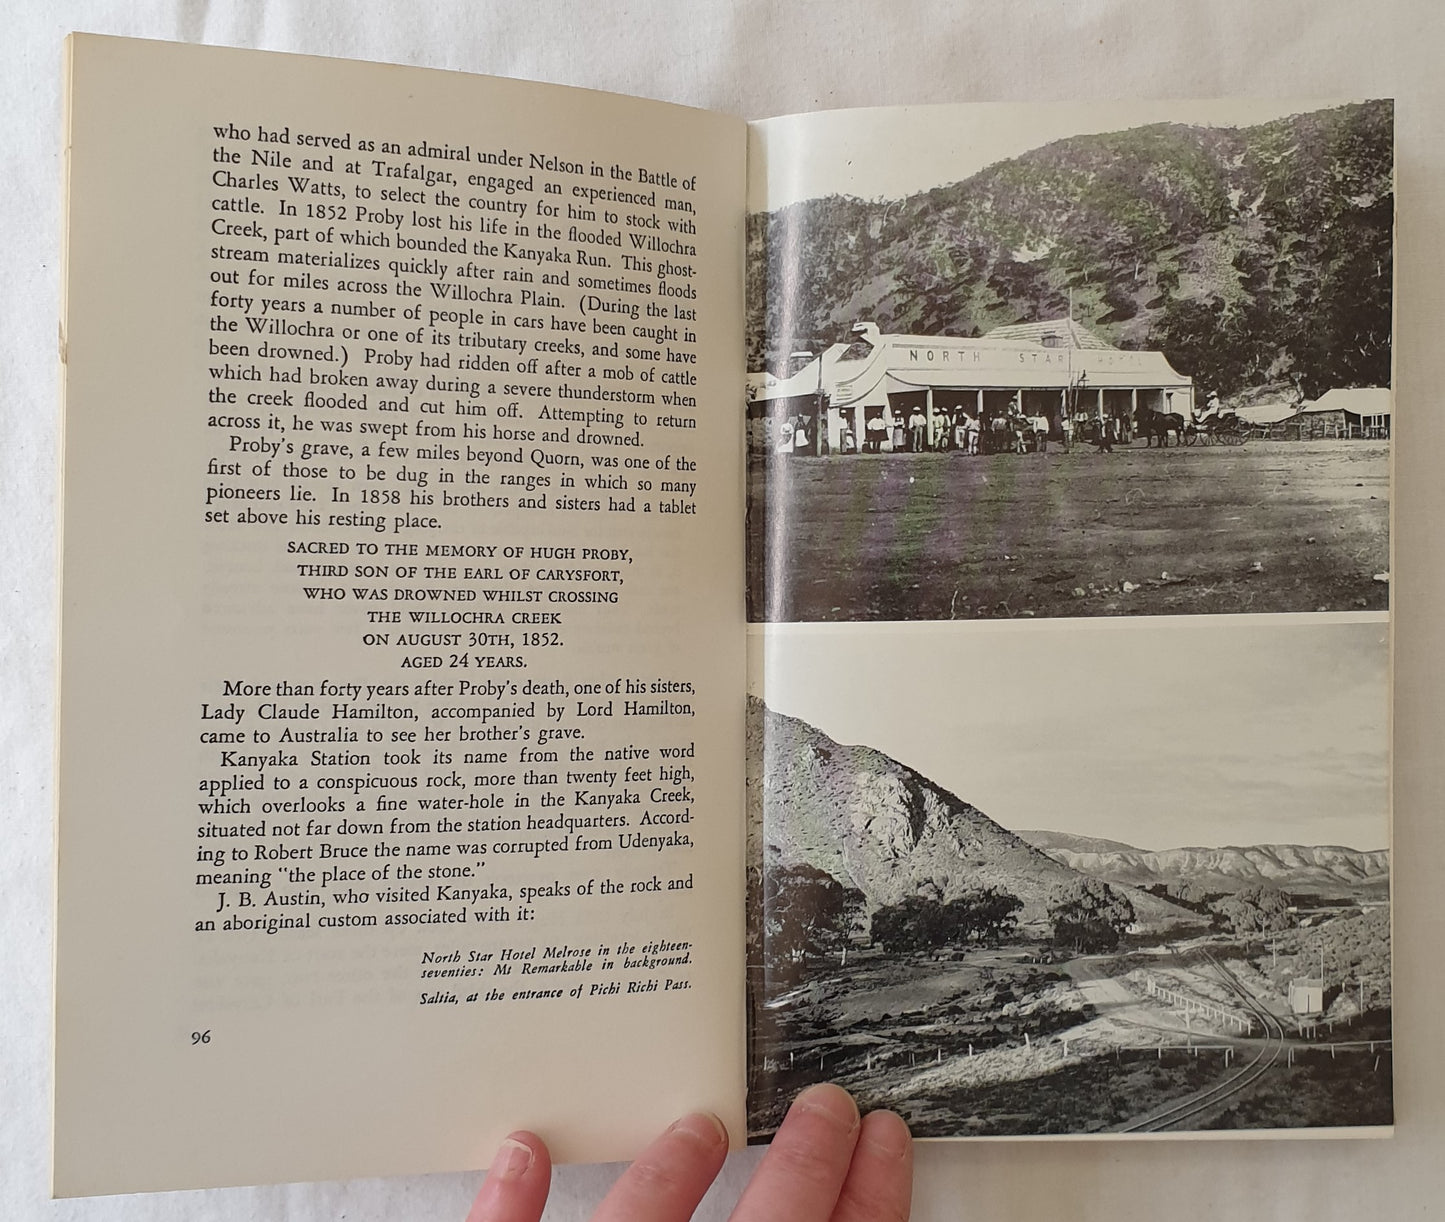 who had served as an admiral under Nelson in the Battle of
the Nile and at Trafalgar, engaged an experienced man,
Charles Watts, to select the country for him to stock with
cattle. In 1852 Proby lost his life in the flooded Willochra
Creek, part of which bounded the Kanyaka Run. This ghost-
stream materializes quickly after rain and sometimes floods
out for miles across the Willochra Plain. (During the last
forty years a number of people in cars have been caught in
the Willochra or one of its tributary creeks, and some have
been drowned.) Proby had ridden off after a mob of cattle
which had broken away during a severe thunderstorm when
the creek flooded and cut him off. Attempting to return
across it, he was swept from his horse and drowned.
Proby's grave, a few miles beyond Quorn, was one of the
first of those to be dug in the ranges in which so many
pioneers lie. In 1858 his brothers and sisters had a tablet
set above his resting place.
SACRED TO THE MEMORY OF HUGH PROBY,
THIRD SON OF THE EARL OF CARYSFORT,
WHO WAS DROWNED WHILST CROSSING
THE WILLOCHRA CREEK
ON AUGUST 30TH, 1852.
AGED 24 YEARS.
More than forty years after Proby's death, one of his sisters,
Lady Claude Hamilton, accompanied by Lord Hamilton,
came to Australia to see her brother's grave.
Kanyaka Station took its name from the native word
applied to a conspicuous rock, more than twenty feet high,
which overlooks a fine water-hole in the Kanyaka Creek,
situated not far down from the station headquarters. Accord-
ing to Robert Bruce the name was corrupted from Udenyaka,
meaning "the place of the stone."
J. B. Austin, who visited Kanyaka, speaks of the rock and
an aboriginal custom associated with it:
North Star Hotel Melrose in the eighteen-
seventies: Mt Remarkable in background.
Saltia, at the entrance of Pichi Richi Pass.
96
NORTH STAR HOTEL